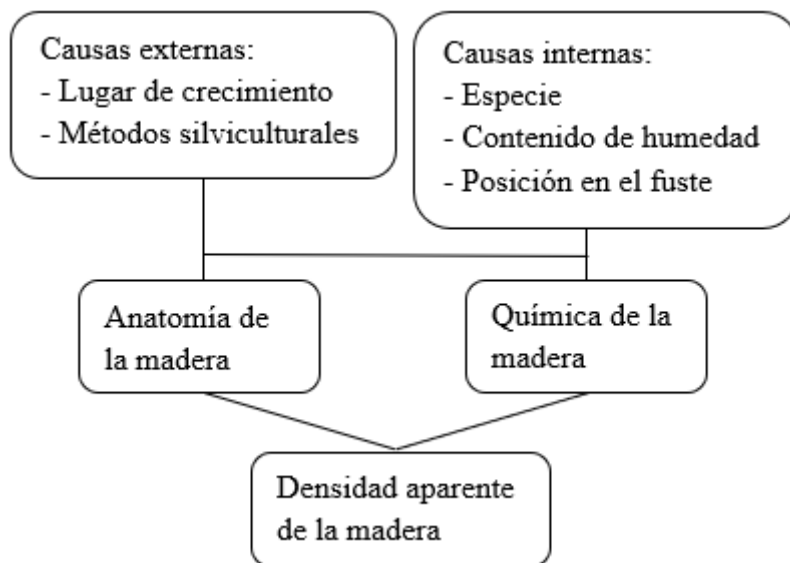 Causas externas:
- Lugar de crecimiento
- Métodos silviculturales
Causas internas:
- Especie
- Contenido de humedad
- Posición en el fuste
Anatomía de
la madera
Química de la
madera
Densidad aparente
de la madera